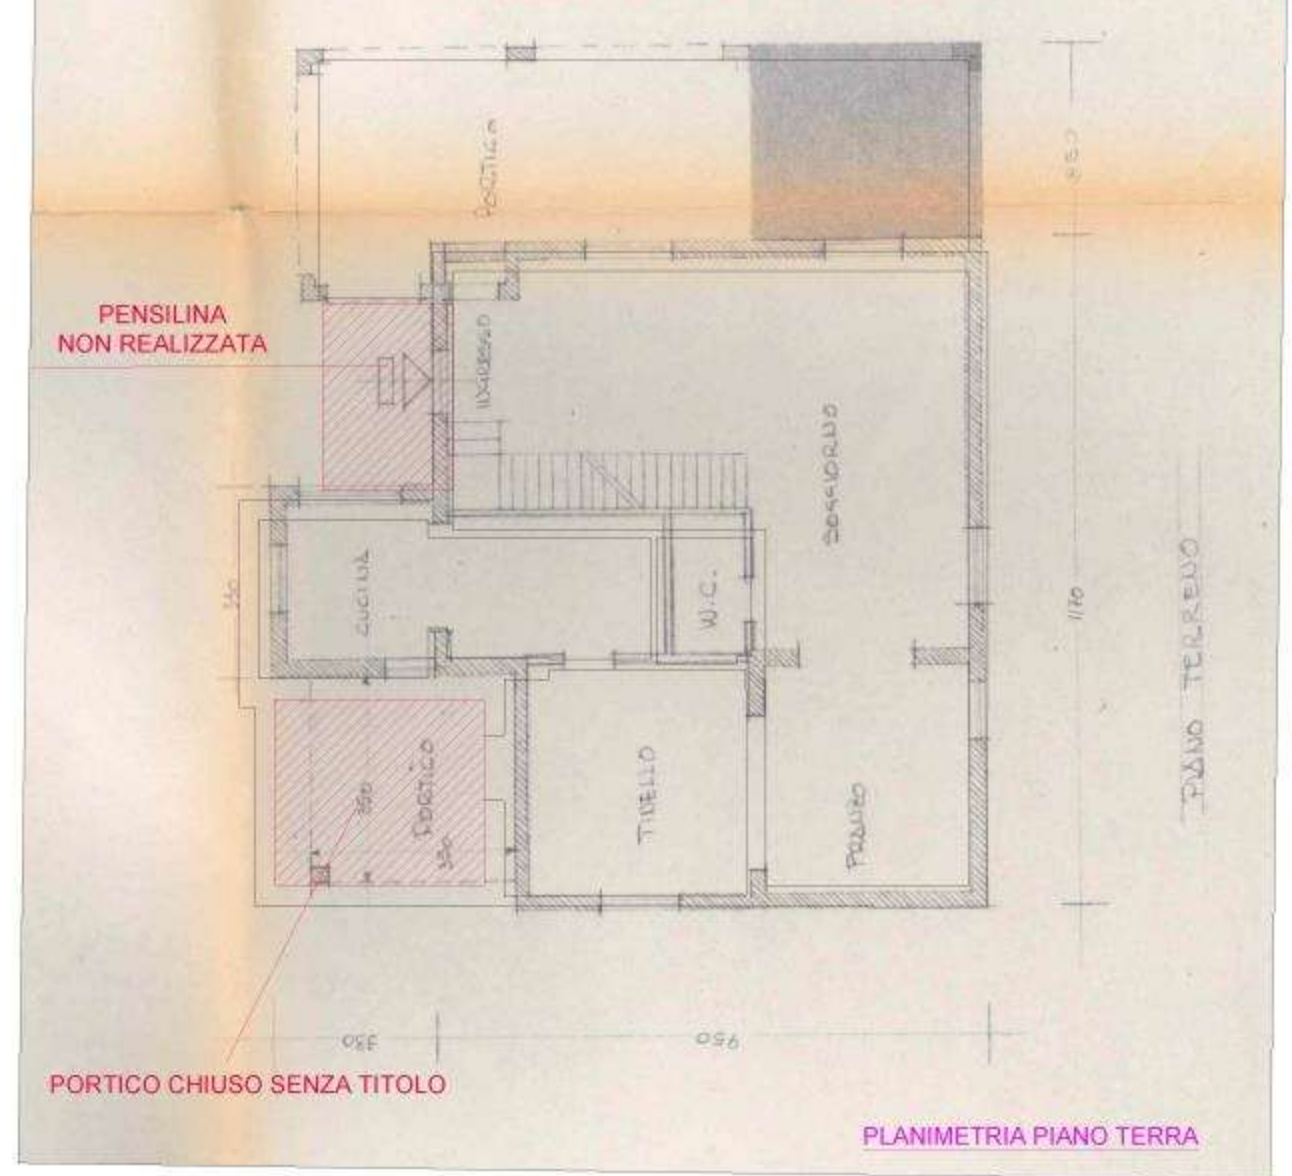 PORTICO
PENSILINA
NON REALIZZATA
INGRESSO
SOGGIORNO
CUCINA
W.C.
1170
PIANO TERRENO
PORTICO
350
TINELLO
PRANZO
330
950
PORTICO CHIUSO SENZA TITOLO
PLANIMETRIA PIANO TERRA